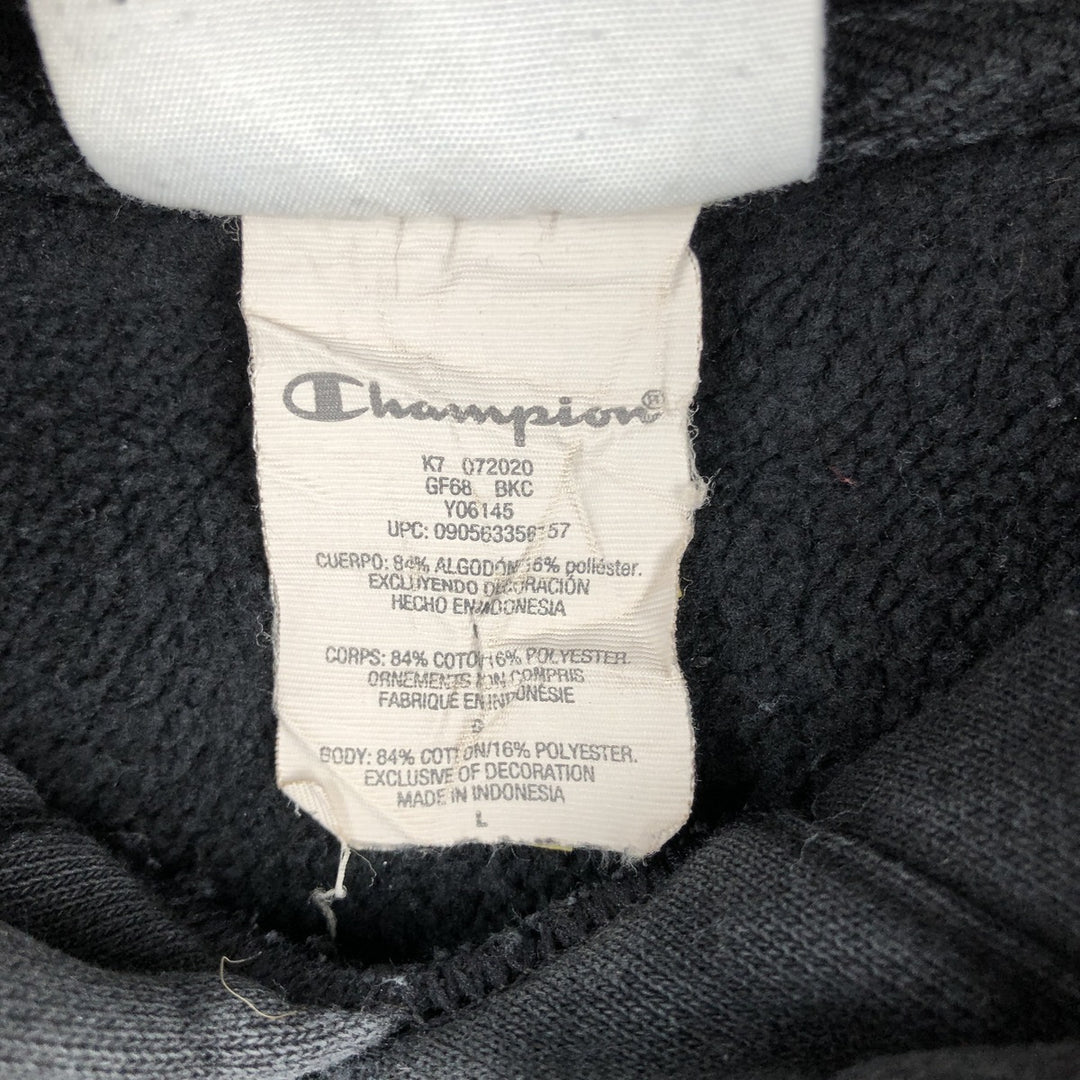 Champion®
K7 072020
GF68 BKC
Y06145
UPC:
CUERPO: 84% ALGODÓN 16% poliéster.
EXCLUYENDO DECORACIÓN
HECHO EN INDONESIA
CORPS: 84% COTON 16% POLYESTER.
ORNEMENTS NON COMPRIS
FABRIQUÉ EN INDONÉSIE
G
BODY: 84% COTTON/16% POLYESTER.
EXCLUSIVE OF DECORATION
MADE IN INDONESIA
L